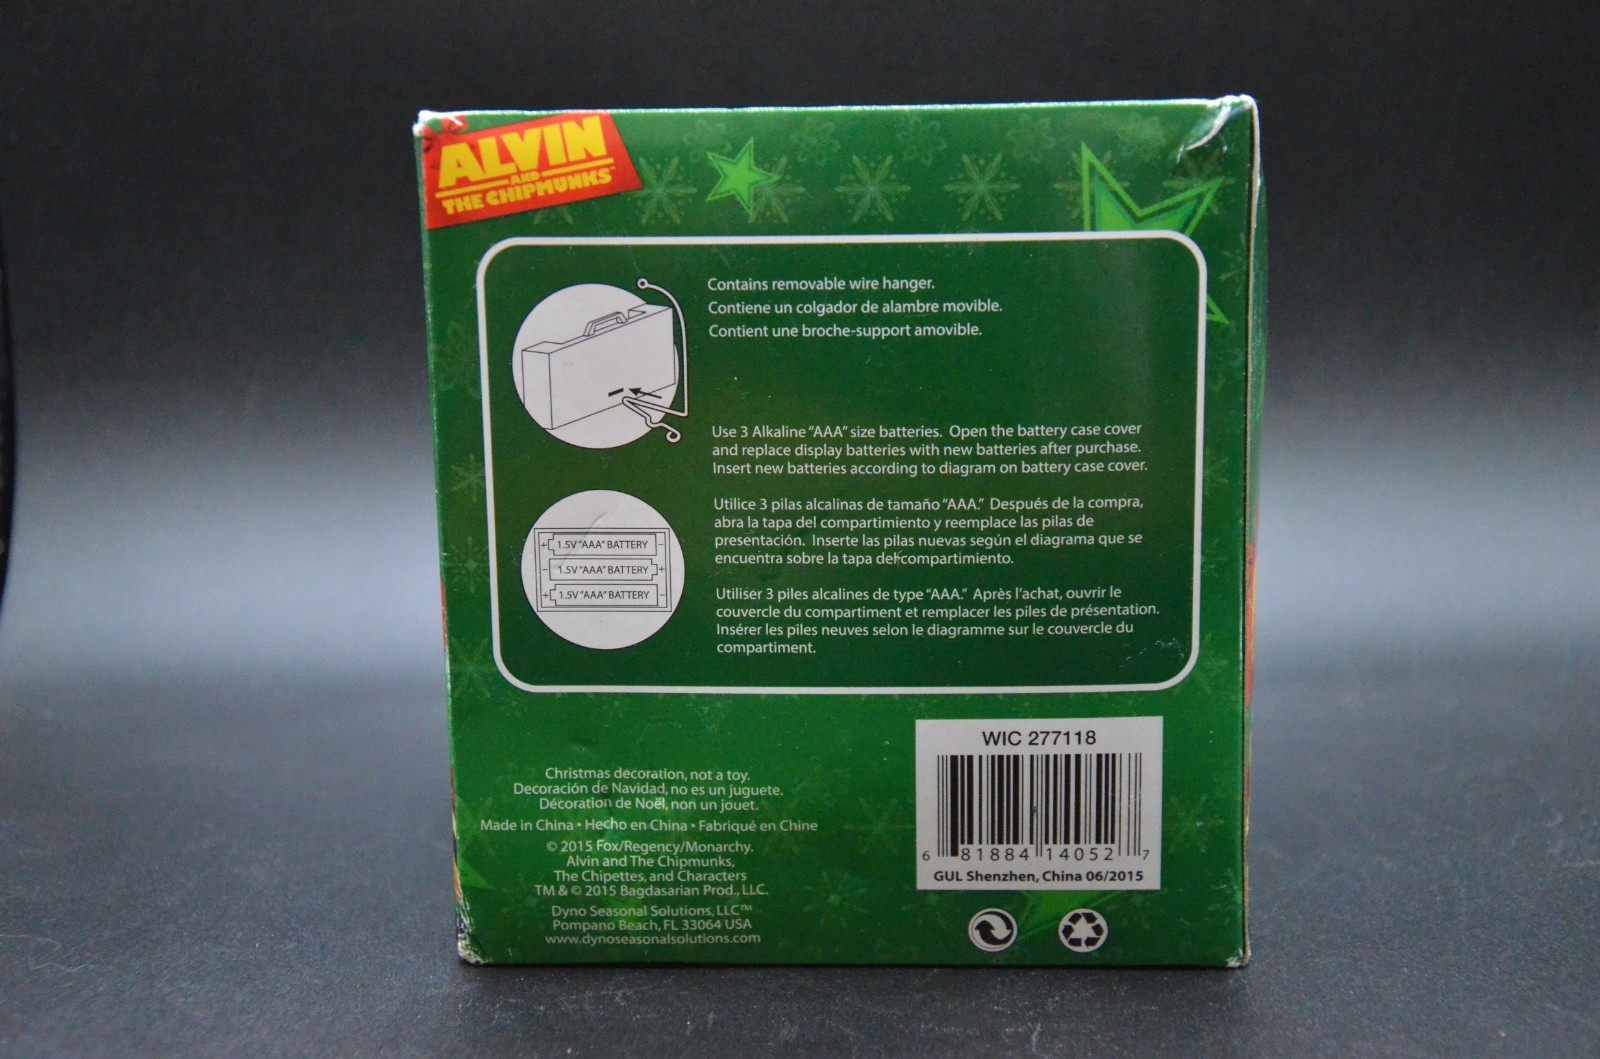 ALVIN
AND
THE CHIPMUNKS™
Contains removable wire hanger.
Contiene un colgador de alambre movible.
Contient une broche-support amovible.
Use 3 Alkaline "AAA" size batteries. Open the battery case cover
and replace display batteries with new batteries after purchase.
Insert new batteries according to diagram on battery case cover.
Utilice 3 pilas alcalinas de tamaño "AAA." Después de la compra,
abra la tapa del compartimiento y reemplace las pilas de
presentación. Inserte las pilas nuevas según el diagrama que se
encuentra sobre la tapa del compartimiento.
+ 1.5V "AAA" BATTERY -
- 1.5V "AAA" BATTERY +
+ 1.5V "AAA" BATTERY -
Utiliser 3 piles alcalines de type "AAA." Après l'achat, ouvrir le
couvercle du compartiment et remplacer les piles de présentation.
Insérer les piles neuves selon le diagramme sur le couvercle du
compartiment.
Christmas decoration, not a toy.
Decoración de Navidad, no es un juguete.
Décoration de Noël, non un jouet.
Made in China • Hecho en China • Fabriqué en Chine
© 2015 Fox/Regency/Monarchy.
Alvin and The Chipmunks,
The Chipettes, and Characters
TM & © 2015 Bagdasarian Prod., LLC.
Dyno Seasonal Solutions, LLC™
Pompano Beach, FL 33064 USA
www.dynoseasonalsolutions.com
WIC 277118
6 81884 14052 7
GUL Shenzhen, China 06/2015